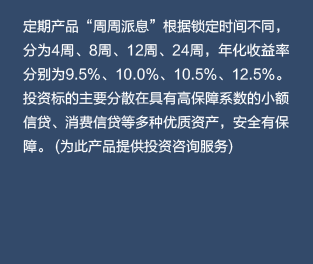 定期产品“周周派息”根据锁定时间不同，
分为4周、8周、12周、24周，年化收益率
分别为9.5%、10.0%、10.5%、12.5%。
投资标的主要分散在具有高保障系数的小额
信贷、消费信贷等多种优质资产，安全有保
障。 (为此产品提供投资咨询服务)